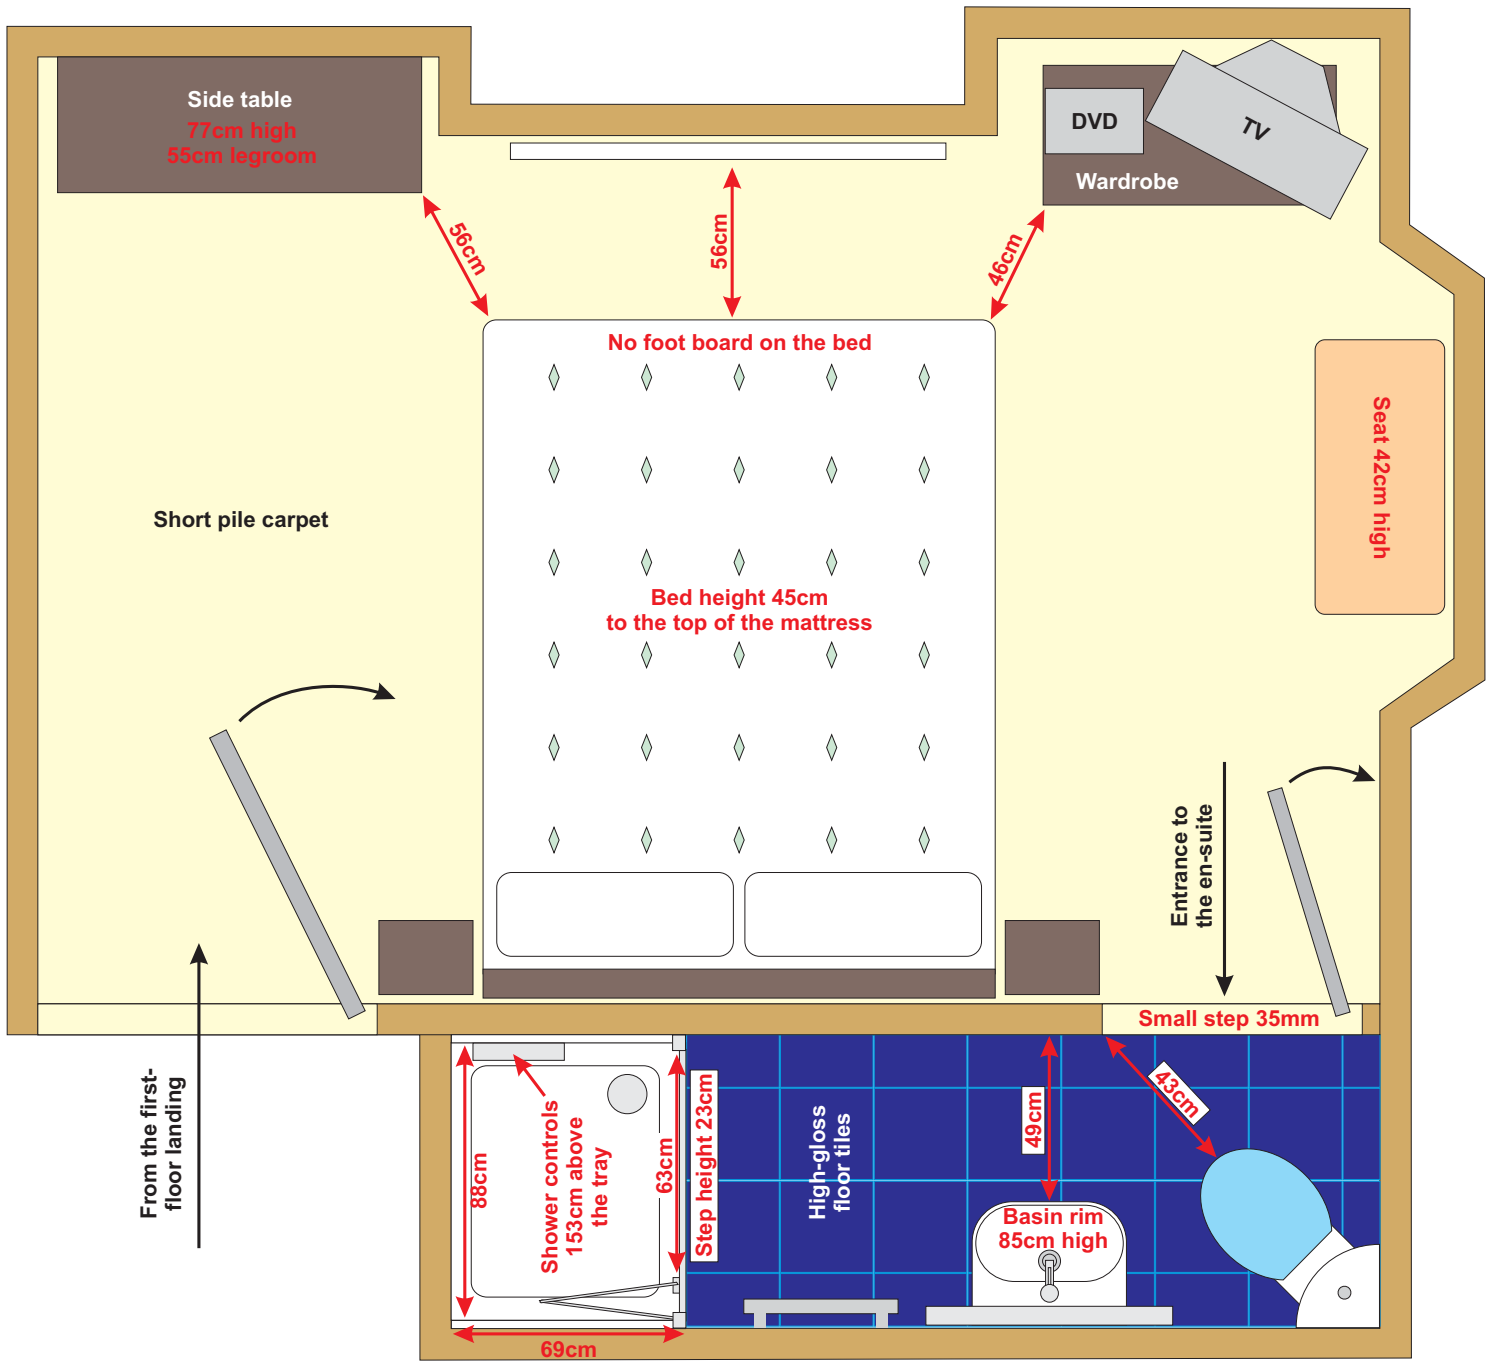 Side table
77cm high
55cm legroom
DVD
TV
Wardrobe
56cm
56cm
46cm
No foot board on the bed
Seat 42cm high
Short pile carpet
Bed height 45cm
to the top of the mattress
Entrance to
the en-suite
Small step 35mm
From the first-
floor landing
88cm
Shower controls
153cm above
the tray
63cm
Step height 23cm
High-gloss
floor tiles
49cm
43cm
Basin rim
85cm high
69cm